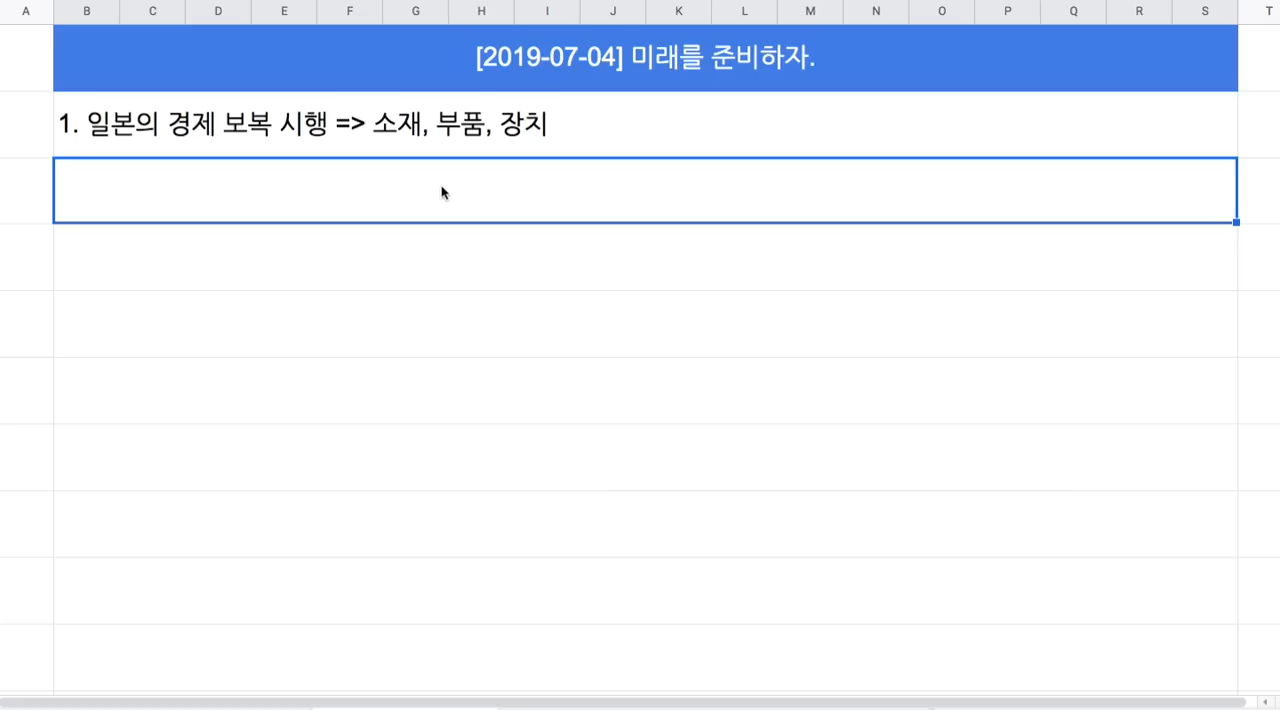 A B C D E F G H I J K L M N O P Q R S T
[2019-07-04] 미래를 준비하자.
1. 일본의 경제 보복 시행 => 소재, 부품, 장치